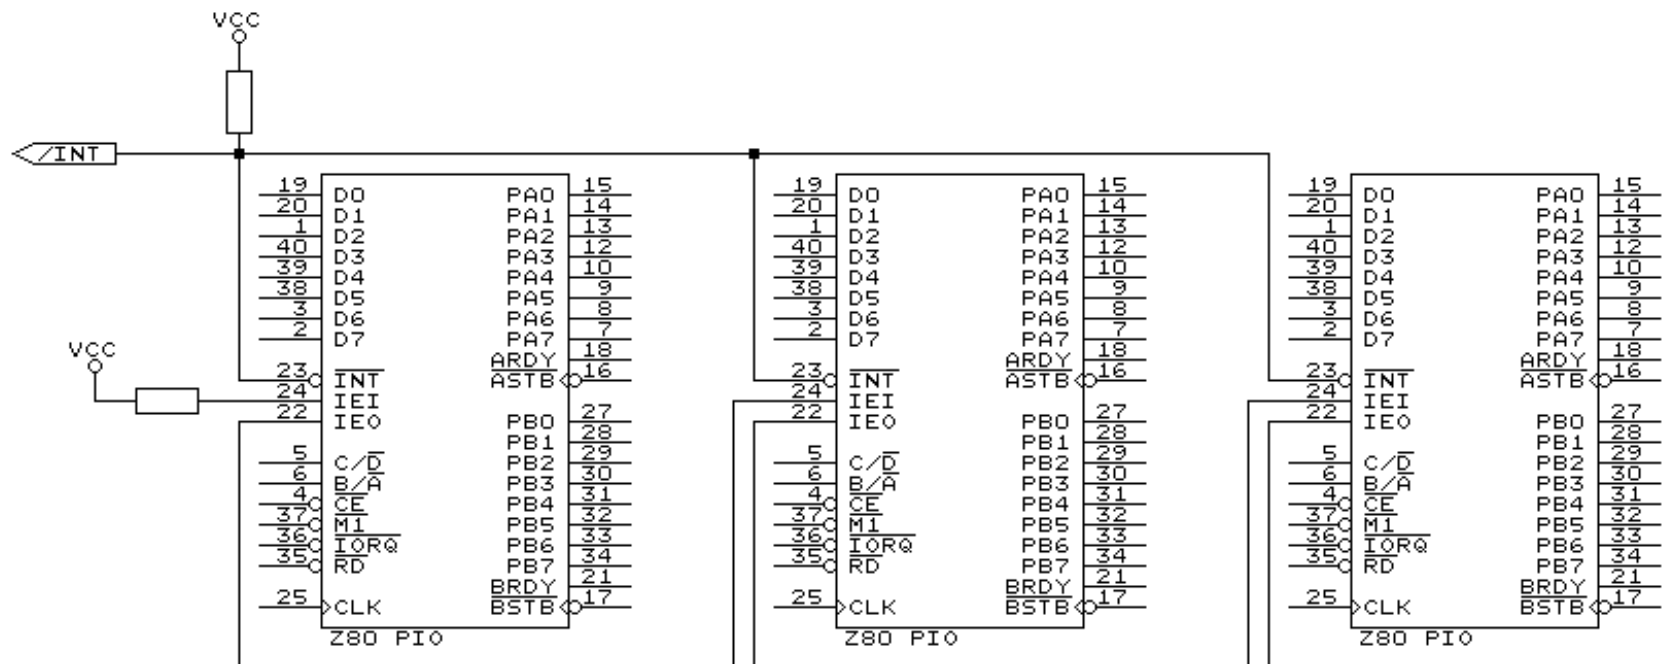 VCC
/INT
19 D0 PA0 15 19 D0 PA0 15 19 D0 PA0 15
20 D1 PA1 14 20 D1 PA1 14 20 D1 PA1 14
1 D2 PA2 13 1 D2 PA2 13 1 D2 PA2 13
40 D3 PA3 12 40 D3 PA3 12 40 D3 PA3 12
39 D4 PA4 10 39 D4 PA4 10 39 D4 PA4 10
38 D5 PA5 9 38 D5 PA5 9 38 D5 PA5 9
3 D6 PA6 8 3 D6 PA6 8 3 D6 PA6 8
2 D7 PA7 7 2 D7 PA7 7 2 D7 PA7 7
VCC
ARDY 18 ARDY 18 ARDY 18
23 INT ASTB 16 23 INT ASTB 16 23 INT ASTB 16
24 IEI 24 IEI 24 IEI
22 IEO PB0 27 22 IEO PB0 27 22 IEO PB0 27
PB1 28 PB1 28 PB1 28
5 C/D PB2 29 5 C/D PB2 29 5 C/D PB2 29
6 B/A PB3 30 6 B/A PB3 30 6 B/A PB3 30
4 CE PB4 31 4 CE PB4 31 4 CE PB4 31
37 M1 PB5 32 37 M1 PB5 32 37 M1 PB5 32
36 IORQ PB6 33 36 IORQ PB6 33 36 IORQ PB6 33
35 RD PB7 34 35 RD PB7 34 35 RD PB7 34
BRDY 21 BRDY 21 BRDY 21
25 CLK BSTB 17 25 CLK BSTB 17 25 CLK BSTB 17
Z80 PIO Z80 PIO Z80 PIO